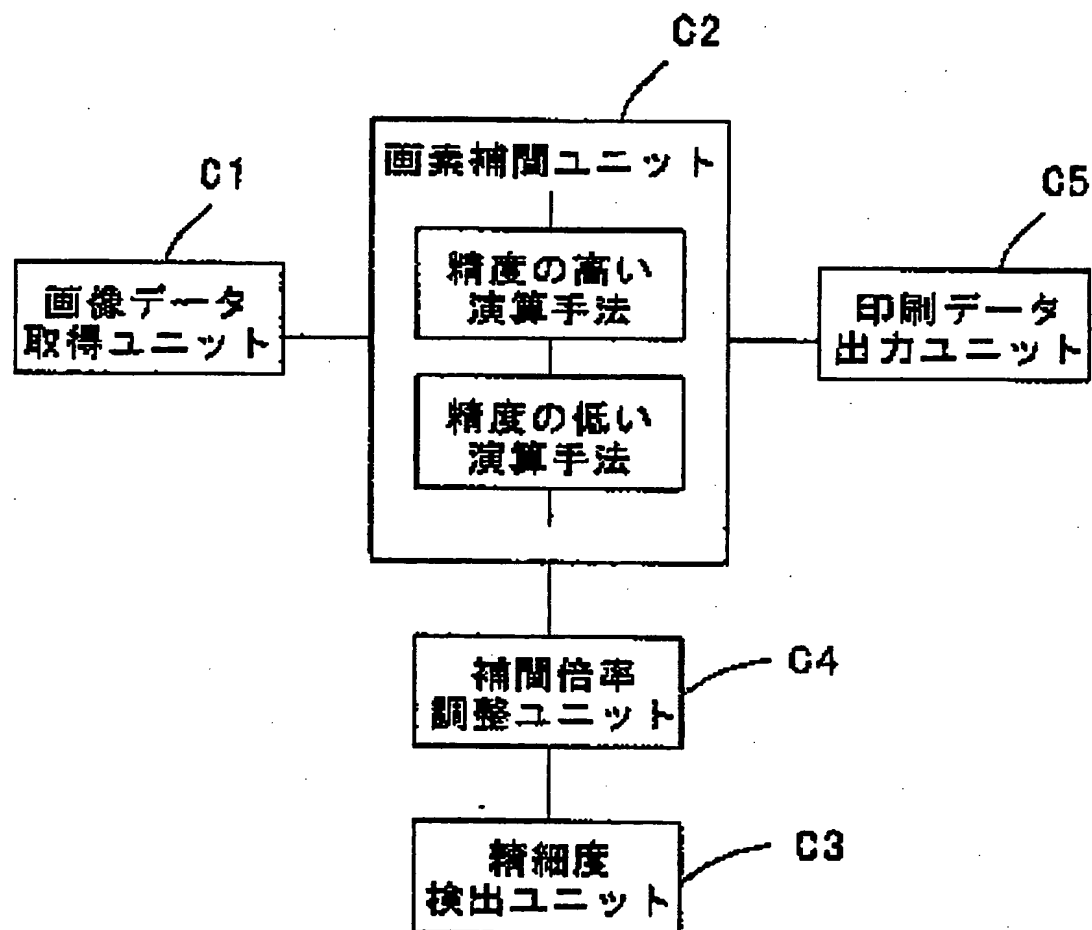 C2
画素補間ユニット
C1
C5
精度の高い
演算手法
画像データ
取得ユニット
印刷データ
出力ユニット
精度の低い
演算手法
補間倍率
調整ユニット
C4
精細度
検出ユニット
C3